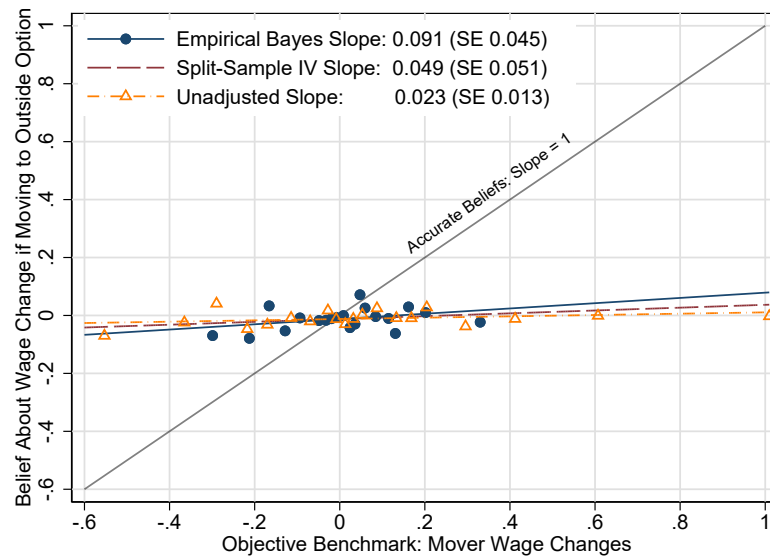 Empirical Bayes Slope: 0.091 (SE 0.045)
Split-Sample IV Slope: 0.049 (SE 0.051)
Unadjusted Slope: 0.023 (SE 0.013)
Accurate Beliefs: Slope = 1
Belief About Wage Change if Moving to Outside Option
1
.8
.6
.4
.2
0
-.2
-.4
-.6
-.6 -.4 -.2 0 .2 .4 .6 .8 1
Objective Benchmark: Mover Wage Changes